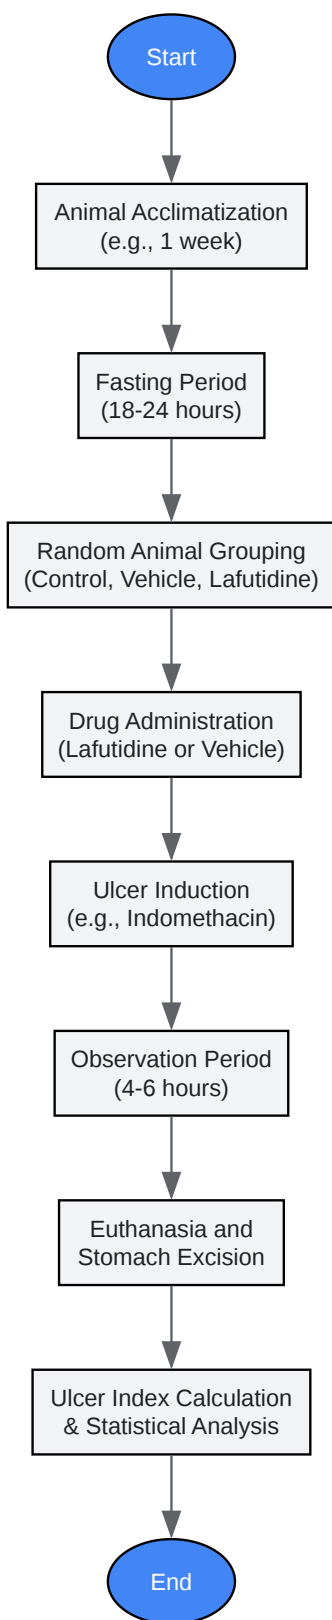 Start
Animal Acclimatization
(e.g., 1 week)
Fasting Period
(18-24 hours)
Random Animal Grouping
(Control, Vehicle, Lafutidine)
Drug Administration
(Lafutidine or Vehicle)
Ulcer Induction
(e.g., Indomethacin)
Observation Period
(4-6 hours)
Euthanasia and
Stomach Excision
Ulcer Index Calculation
& Statistical Analysis
End